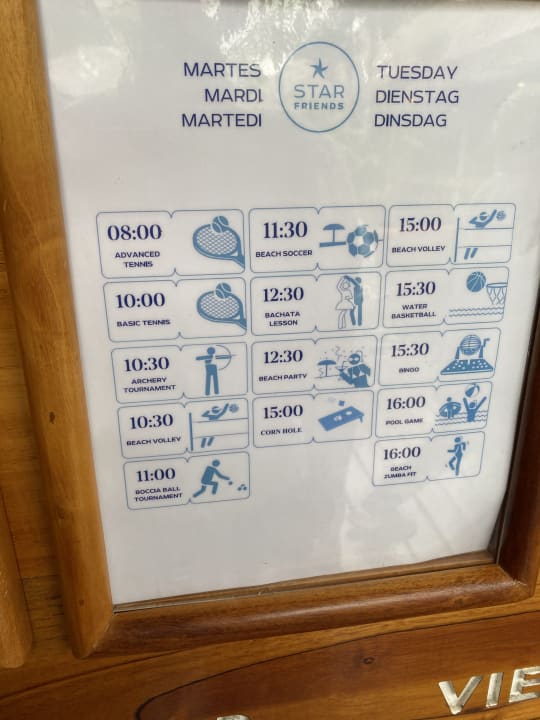 MARTES
MARDI
MARTEDI
STAR
FRIENDS
TUESDAY
DIENSTAG
DINSDAG
08:00
ADVANCED
TENNIS
10:00
BASIC TENNIS
10:30
ARCHERY
TOURNAMENT
10:30
BEACH VOLLEY
11:00
BOCCIA BALL
TOURNAMENT
11:30
BEACH SOCCER
12:30
BACHATA
LESSON
12:30
BEACH PARTY
15:00
CORN HOLE
15:00
BEACH VOLLEY
15:30
WATER
BASKETBALL
15:30
BINGO
16:00
POOL GAME
16:00
BEACH
ZUMBA FIT
VIE